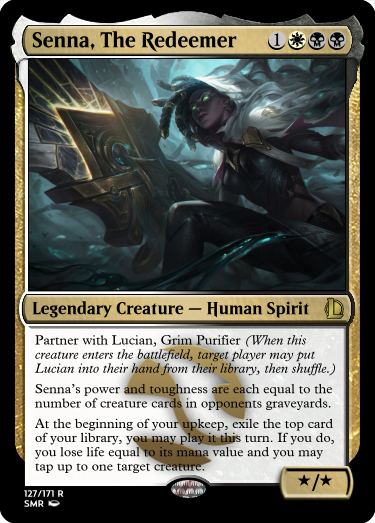 Senna, The Redeemer 1
Legendary Creature — Human Spirit
Partner with Lucian, Grim Purifier (When this
creature enters the battlefield, target player may put
Lucian into their hand from their library, then shuffle.)
Senna's power and toughness are each equal to the
number of creature cards in opponents graveyards.
At the beginning of your upkeep, exile the top card
of your library, you may play it this turn. If you do,
you lose life equal to its mana value and you may
tap up to one target creature.
★/★
127/171 R
SMR